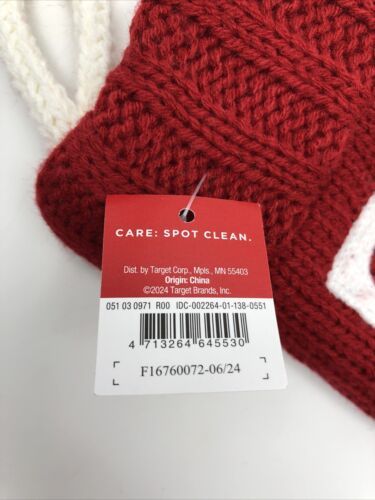 CARE: SPOT CLEAN.
Dist. by Target Corp., Mpls., MN 55403
Origin: China
©2024 Target Brands, Inc.
051 03 0971 R00 IDC-002264-01-138-0551
4 713264 645530
F16760072-06/24